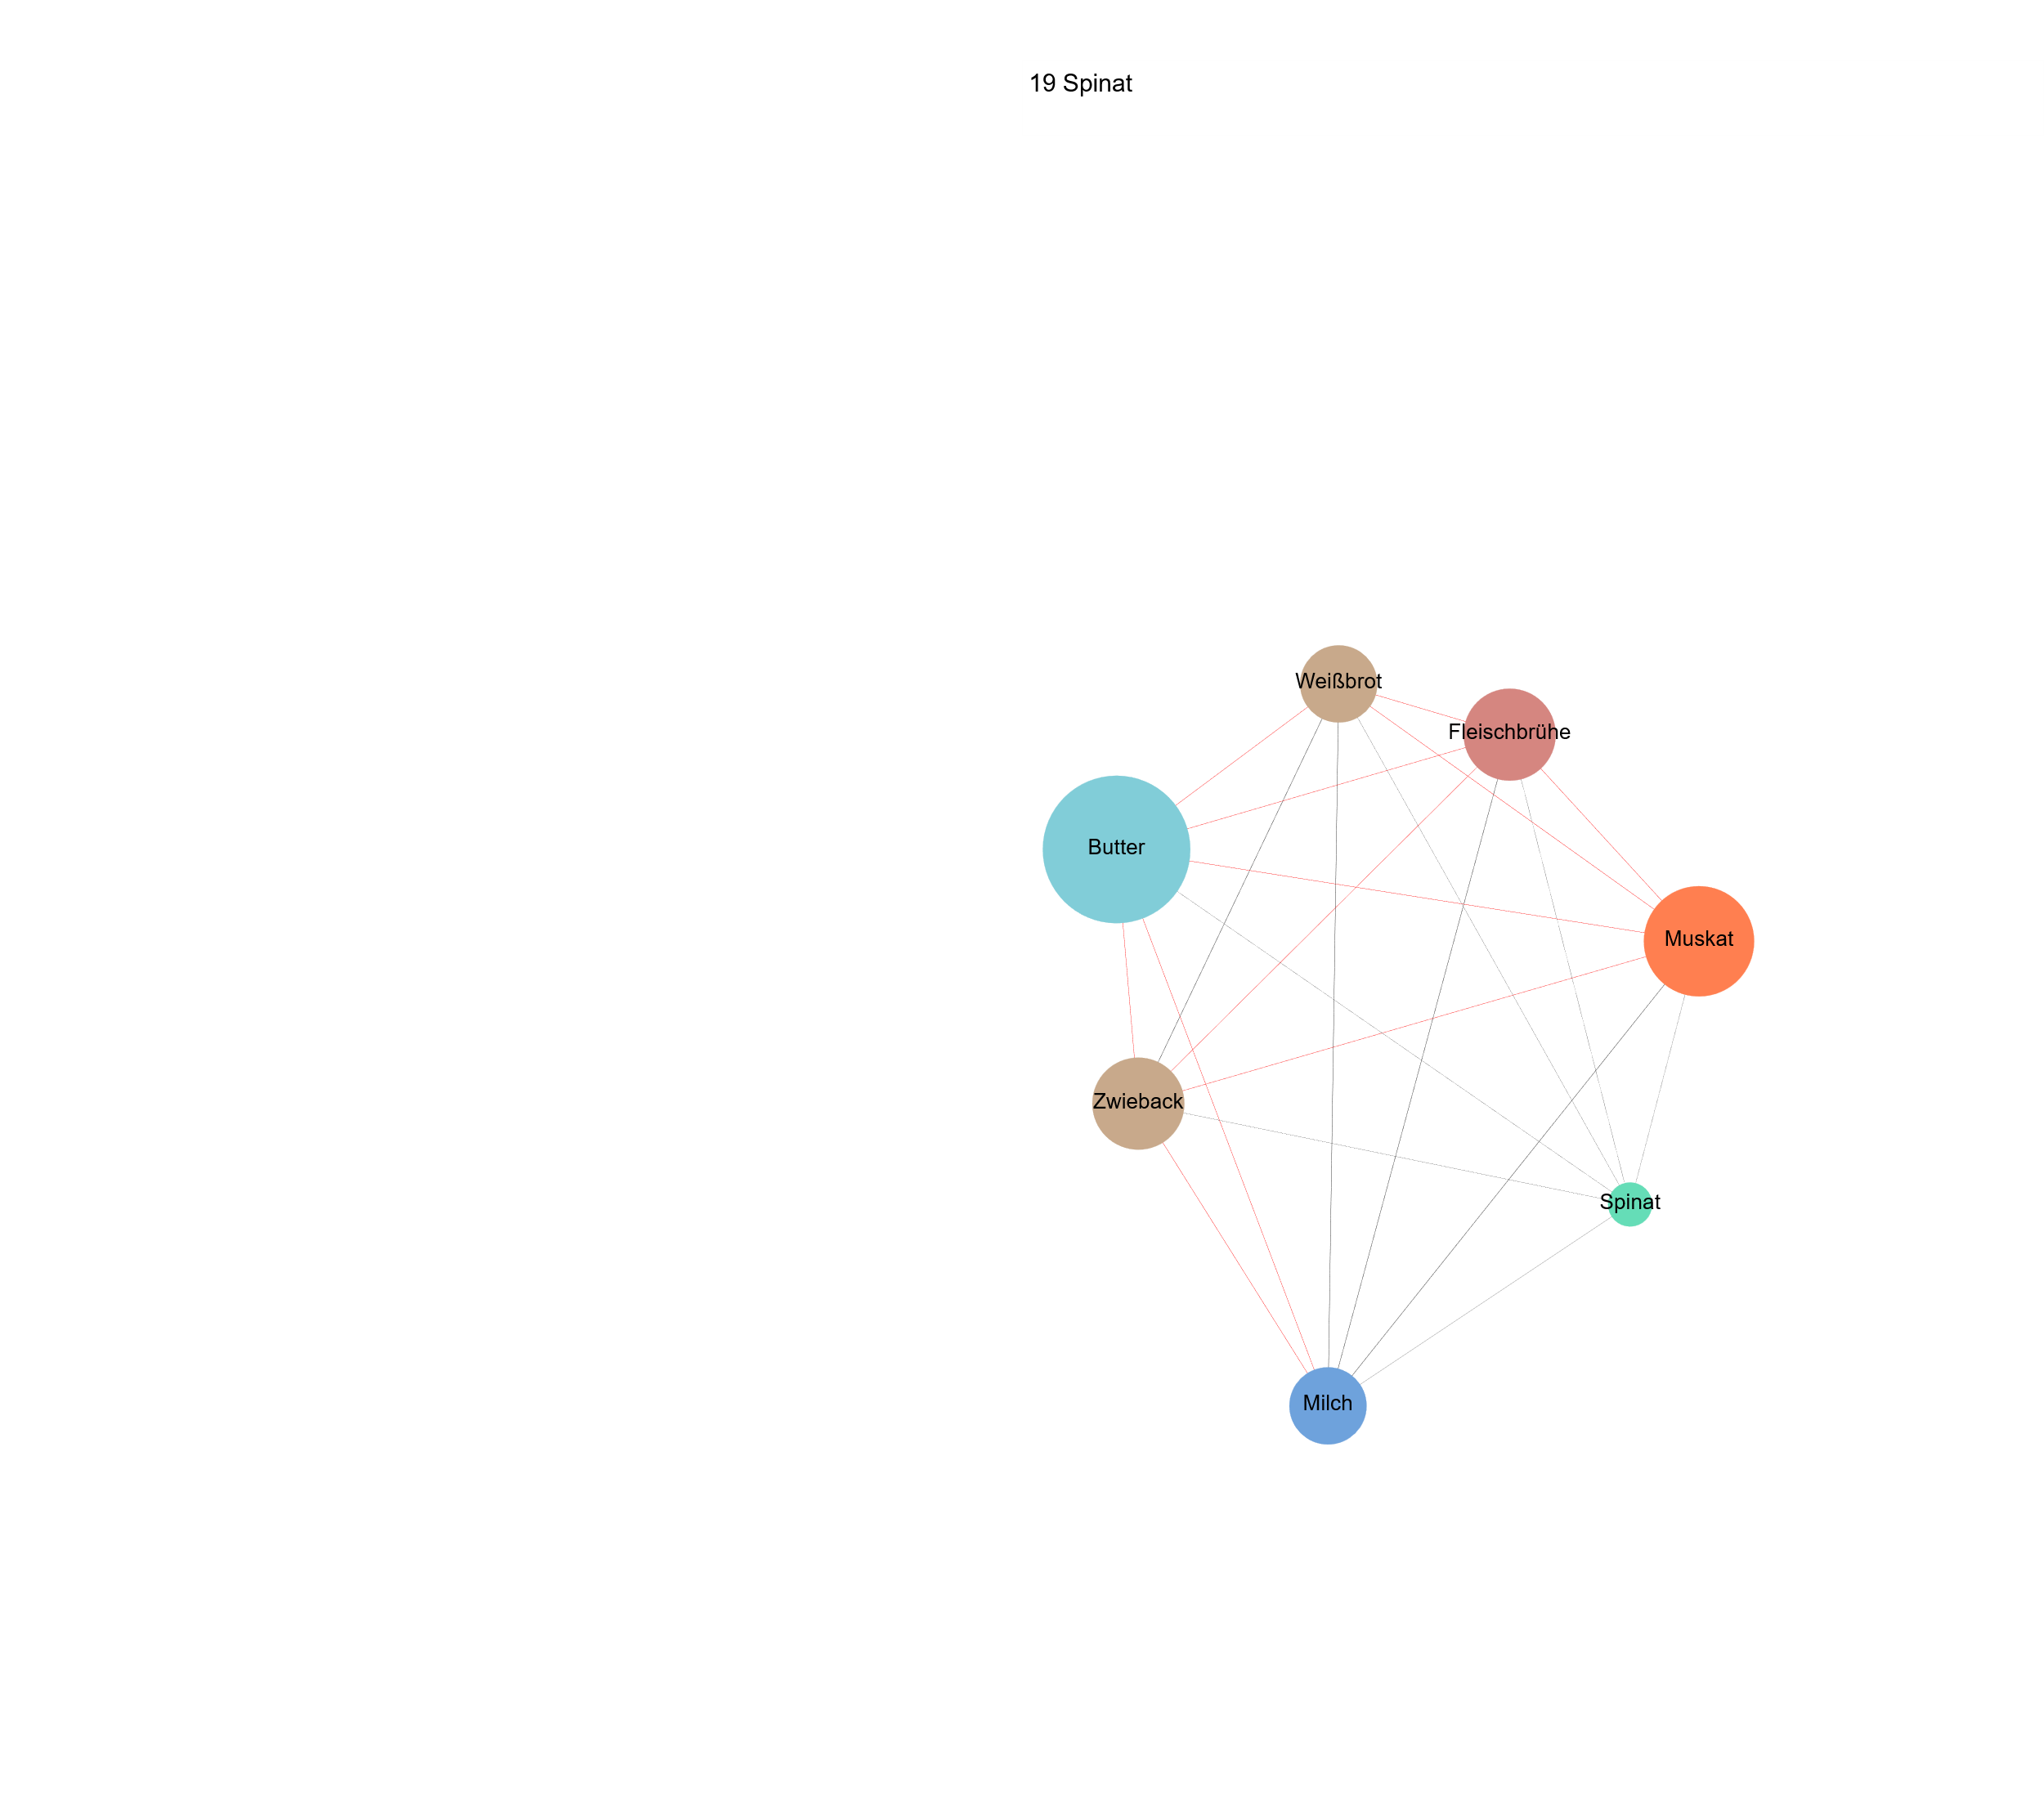 19 Spinat
Weißbrot
Fleischbrühe
Butter
Muskat
Zwieback
Spinat
Milch